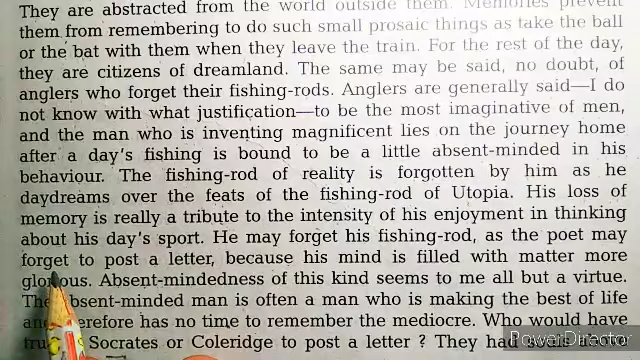 They are abstracted from the world outside them. Memories prevent
them from remembering to do such small prosaic things as take the ball
or the bat with them when they leave the train. For the rest of the day,
they are citizens of dreamland. The same may be said, no doubt, of
anglers who forget their fishing-rods. Anglers are generally said—I do
not know with what justification—to be the most imaginative of men,
and the man who is inventing magnificent lies on the journey home
after a day's fishing is bound to be a little absent-minded in his
behaviour. The fishing-rod of reality is forgotten by him as he
daydreams over the feats of the fishing-rod of Utopia. His loss of
memory is really a tribute to the intensity of his enjoyment in thinking
about his day's sport. He may forget his fishing-rod, as the poet may
forget to post a letter, because his mind is filled with matter more
glorious. Absent-mindedness of this kind seems to me all but a virtue.
The absent-minded man is often a man who is making the best of life
and therefore has no time to remember the mediocre. Who would have
Socrates or Coleridge to post a letter ? They had
PowerDirector